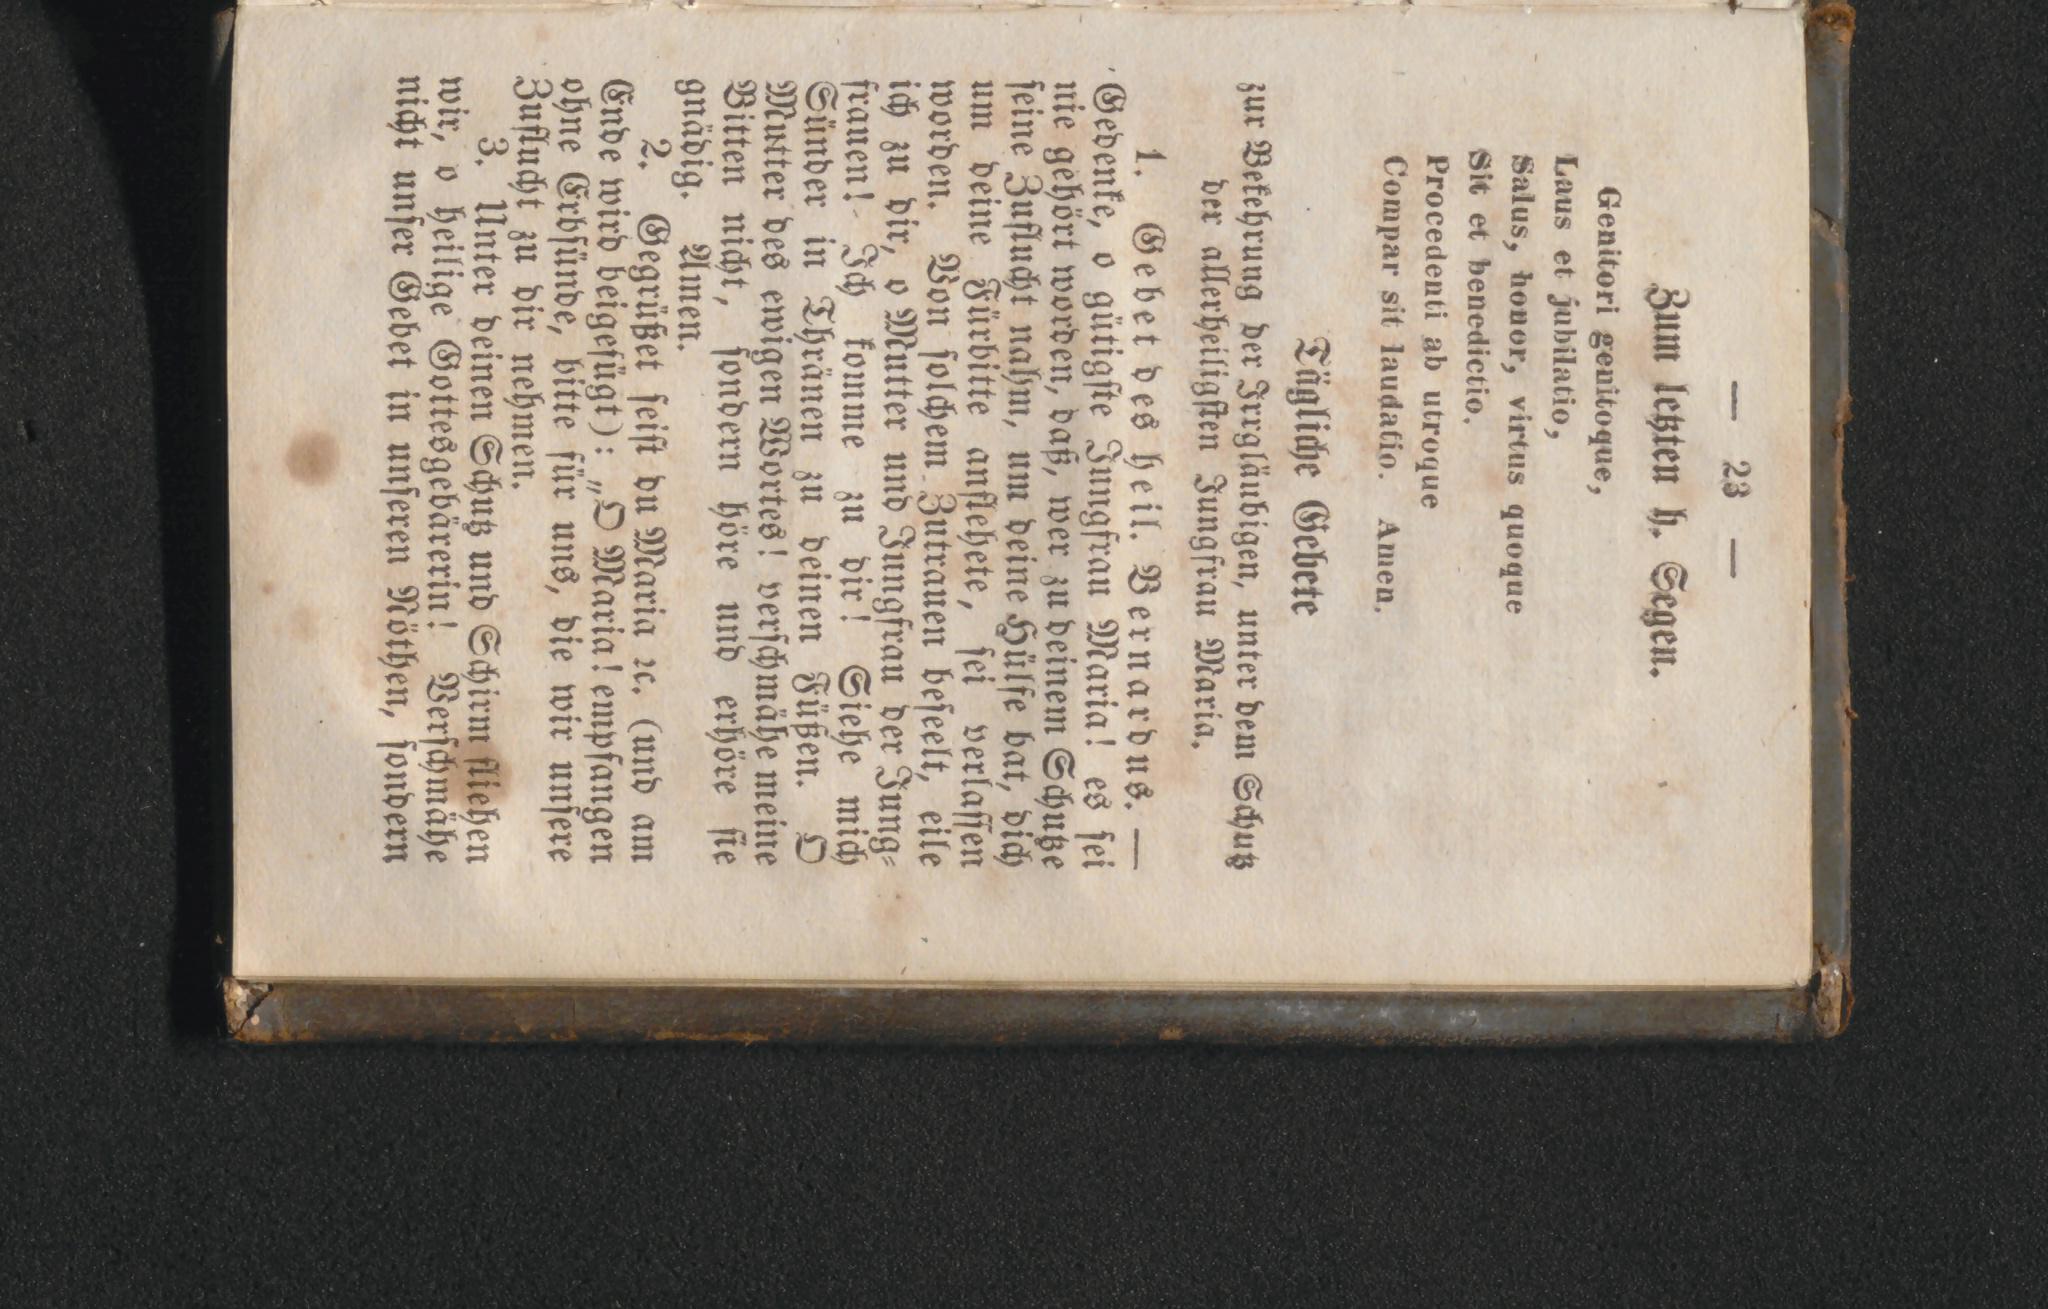 — 23 —
Zum letzten h. Segen.
Genitori genitoque,
Laus et jubilatio,
Salus, honor, virtus quoque
Sit et benedictio.
Procedenti ab utroque
Compar sit laudatio. Amen.
Tägliche Gebete
zur Bekehrung der Irrgläubigen, unter dem Schutz
der allerheiligsten Jungfrau Maria.
1. Gebet des heil. Bernardus. —
Gedenke, o gütigste Jungfrau Maria! es sei
nie gehört worden, daß, wer zu deinem Schutze
seine Zuflucht nahm, um deine Hülfe bat, dich
um deine Fürbitte anflehete, sei verlassen
worden. Von solchem Zutrauen beseelt, eile
ich zu dir, o Mutter und Jungfrau der Jung-
frauen! Ich komme zu dir! Siehe mich
Sünder in Thränen zu deinen Füßen. O
Mutter des ewigen Wortes! verschmähe meine
Bitten nicht, sondern höre und erhöre sie
gnädig. Amen.
2. Gegrüßet seist du Maria ꝛc. (und am
Ende wird beigefügt): „O Maria! empfangen
ohne Erbsünde, bitte für uns, die wir unsere
Zuflucht zu dir nehmen.
3. Unter deinen Schutz und Schirm fliehen
wir, o heilige Gottesgebärerin! Verschmähe
nicht unser Gebet in unseren Nöthen, sondern